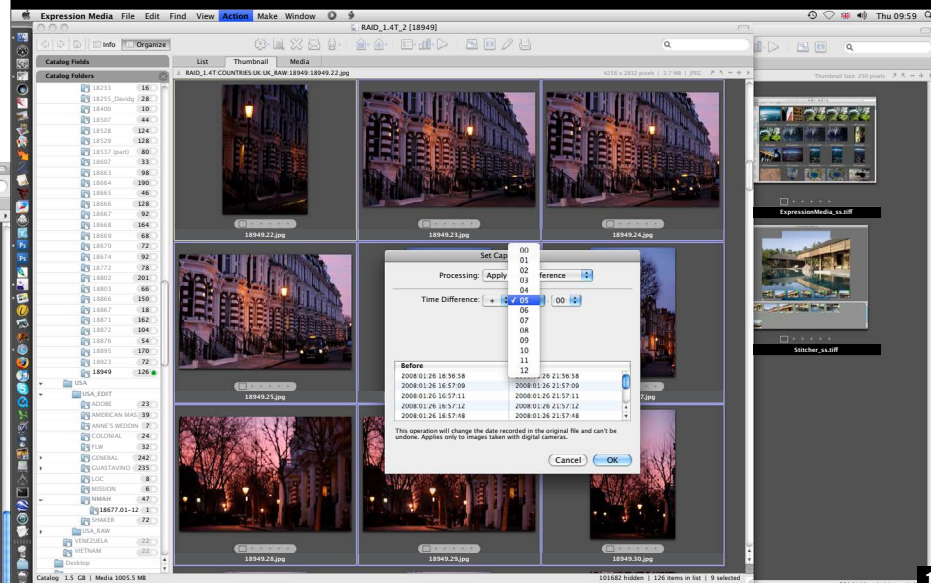 Expression Media File Edit Find View Action Make Window Thu 09:59
RAID_1.4T_2 [18949]
Info Organize
Catalog Fields
List Thumbnail Media
Catalog Folders
RAID_1.4T:COUNTRIES:UK:UK_RAW:18949:18949.22.jpg
4256 x 2832 pixels | 2.7 MB | JPEG
Thumbnail Size: 250 pixels
18235 16
18255_Davidg 28
18400 10
18507 44
18528 124
18529 128
18537 (part) 80
18607 33
18663 98
18664 190
18665 46
18666 128
18667 92
18668 164
18669 68
18670 72
18674 92
18772 78
18802 201
18803 66
18866 150
18867 18
18871 162
18872 104
18876 54
18895 170
18923 72
18949 126
USA
USA_EDIT
ADOBE 23
AMERICAN MAS 39
ANNE'S WEDDIN 7
COLONIAL 24
FLW 32
GENERAL 242
GUASTAVINO 235
LOC 8
MISSION 6
NMAH 47
18677.01-12 1
SHAKER 72
USA_RAW
VENEZUELA 22
VIETNAM 22
Desktop
18949.22.jpg
18949.23.jpg
18949.24.jpg
ExpressionMedia_ss.tiff
Set Cap
Processing: Apply ference
Time Difference: + 00
00
01
02
03
04
✓ 05
06
07
08
09
10
11
12
18949.25.jpg
7.jpg
Stitcher_ss.tiff
Before
2008:01:26 16:56:58 2008:01:26 21:56:58
2008:01:26 16:57:09 2008:01:26 21:57:09
2008:01:26 16:57:11 2008:01:26 21:57:11
2008:01:26 16:57:12 2008:01:26 21:57:12
2008:01:26 16:57:48 2008:01:26 21:57:48
This operation will change the date recorded in the original file and can't be
undone. Applies only to images taken with digital cameras.
Cancel OK
18949.28.jpg
18949.29.jpg
18949.30.jpg
Catalog 1.5 GB | Media 1005.5 MB
101682 hidden | 126 items in list | 9 selected